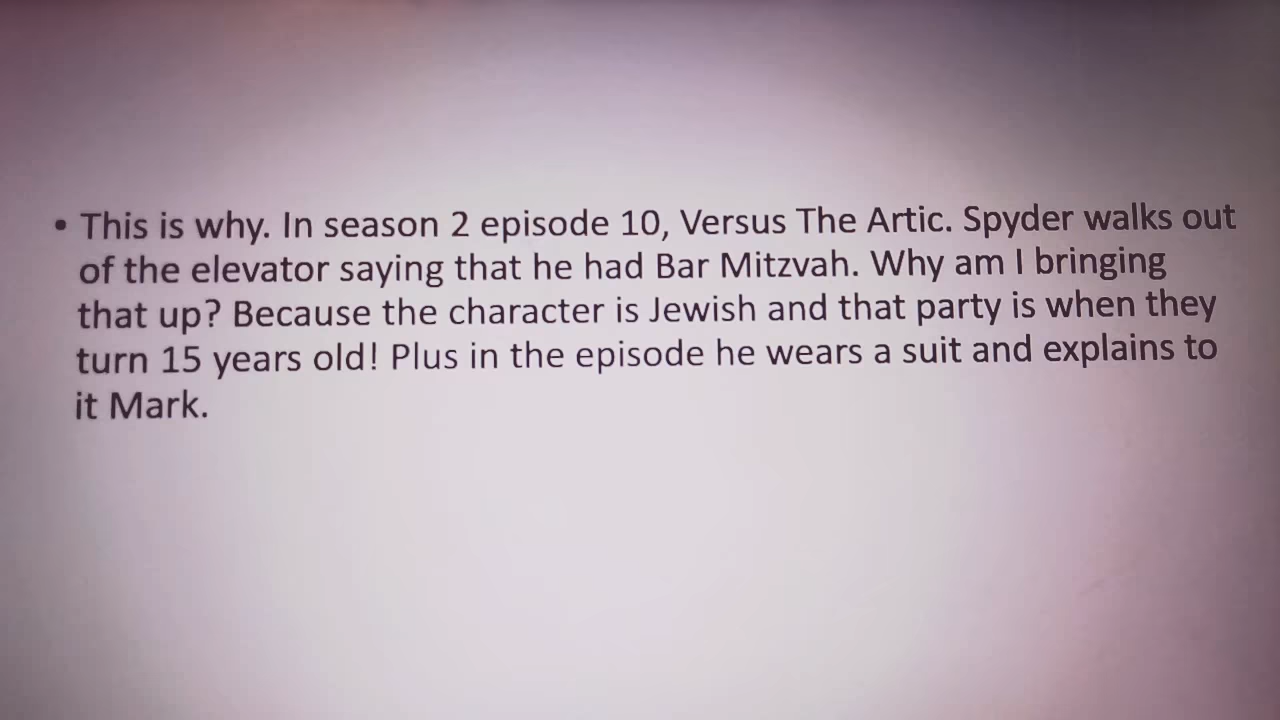 • This is why. In season 2 episode 10, Versus The Artic. Spyder walks out
of the elevator saying that he had Bar Mitzvah. Why am I bringing
that up? Because the character is Jewish and that party is when they
turn 15 years old! Plus in the episode he wears a suit and explains to
it Mark.